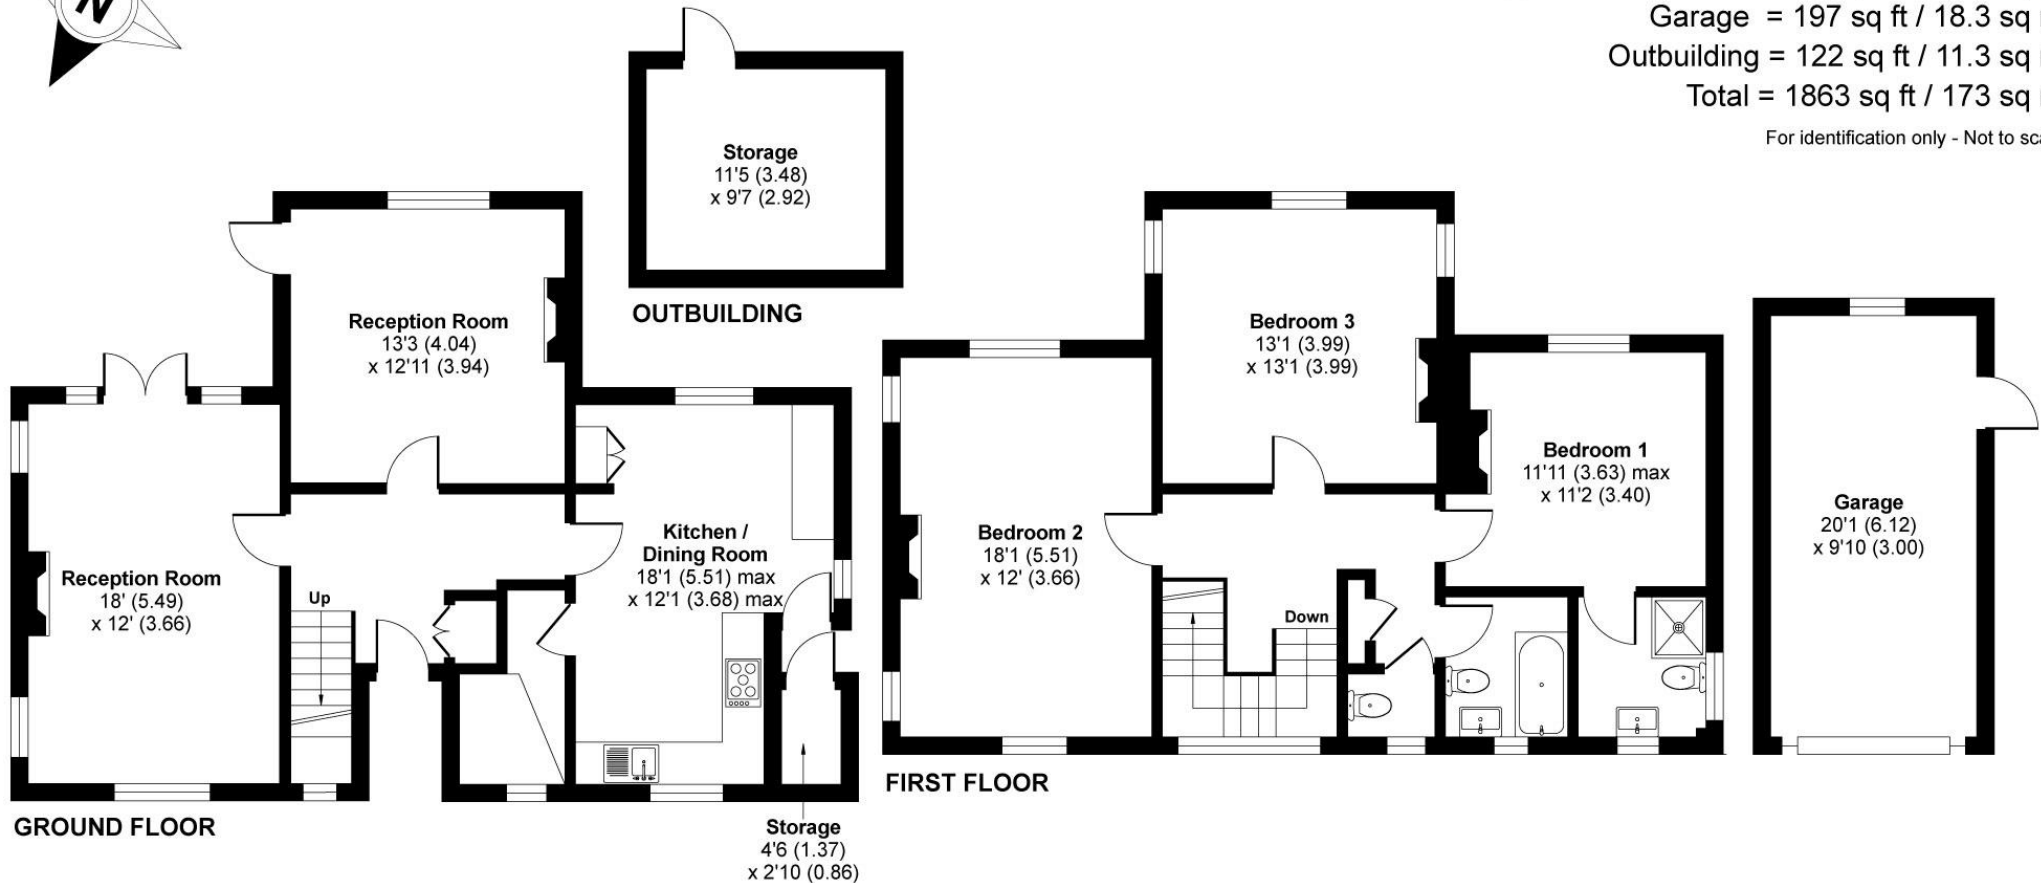 N
Garage = 197 sq ft / 18.3 sq
Outbuilding = 122 sq ft / 11.3 sq
Total = 1863 sq ft / 173 sq
For identification only - Not to
Storage
11'5 (3.48)
x 9'7 (2.92)
OUTBUILDING
Reception Room
13'3 (4.04)
x 12'11 (3.94)
Reception Room
18' (5.49)
x 12' (3.66)
Up
Kitchen /
Dining Room
18'1 (5.51) max
x 12'1 (3.68) max
Storage
4'6 (1.37)
x 2'10 (0.86)
GROUND FLOOR
Bedroom 3
13'1 (3.99)
x 13'1 (3.99)
Bedroom 2
18'1 (5.51)
x 12' (3.66)
Bedroom 1
11'11 (3.63) max
x 11'2 (3.40)
Down
FIRST FLOOR
Garage
20'1 (6.12)
x 9'10 (3.00)